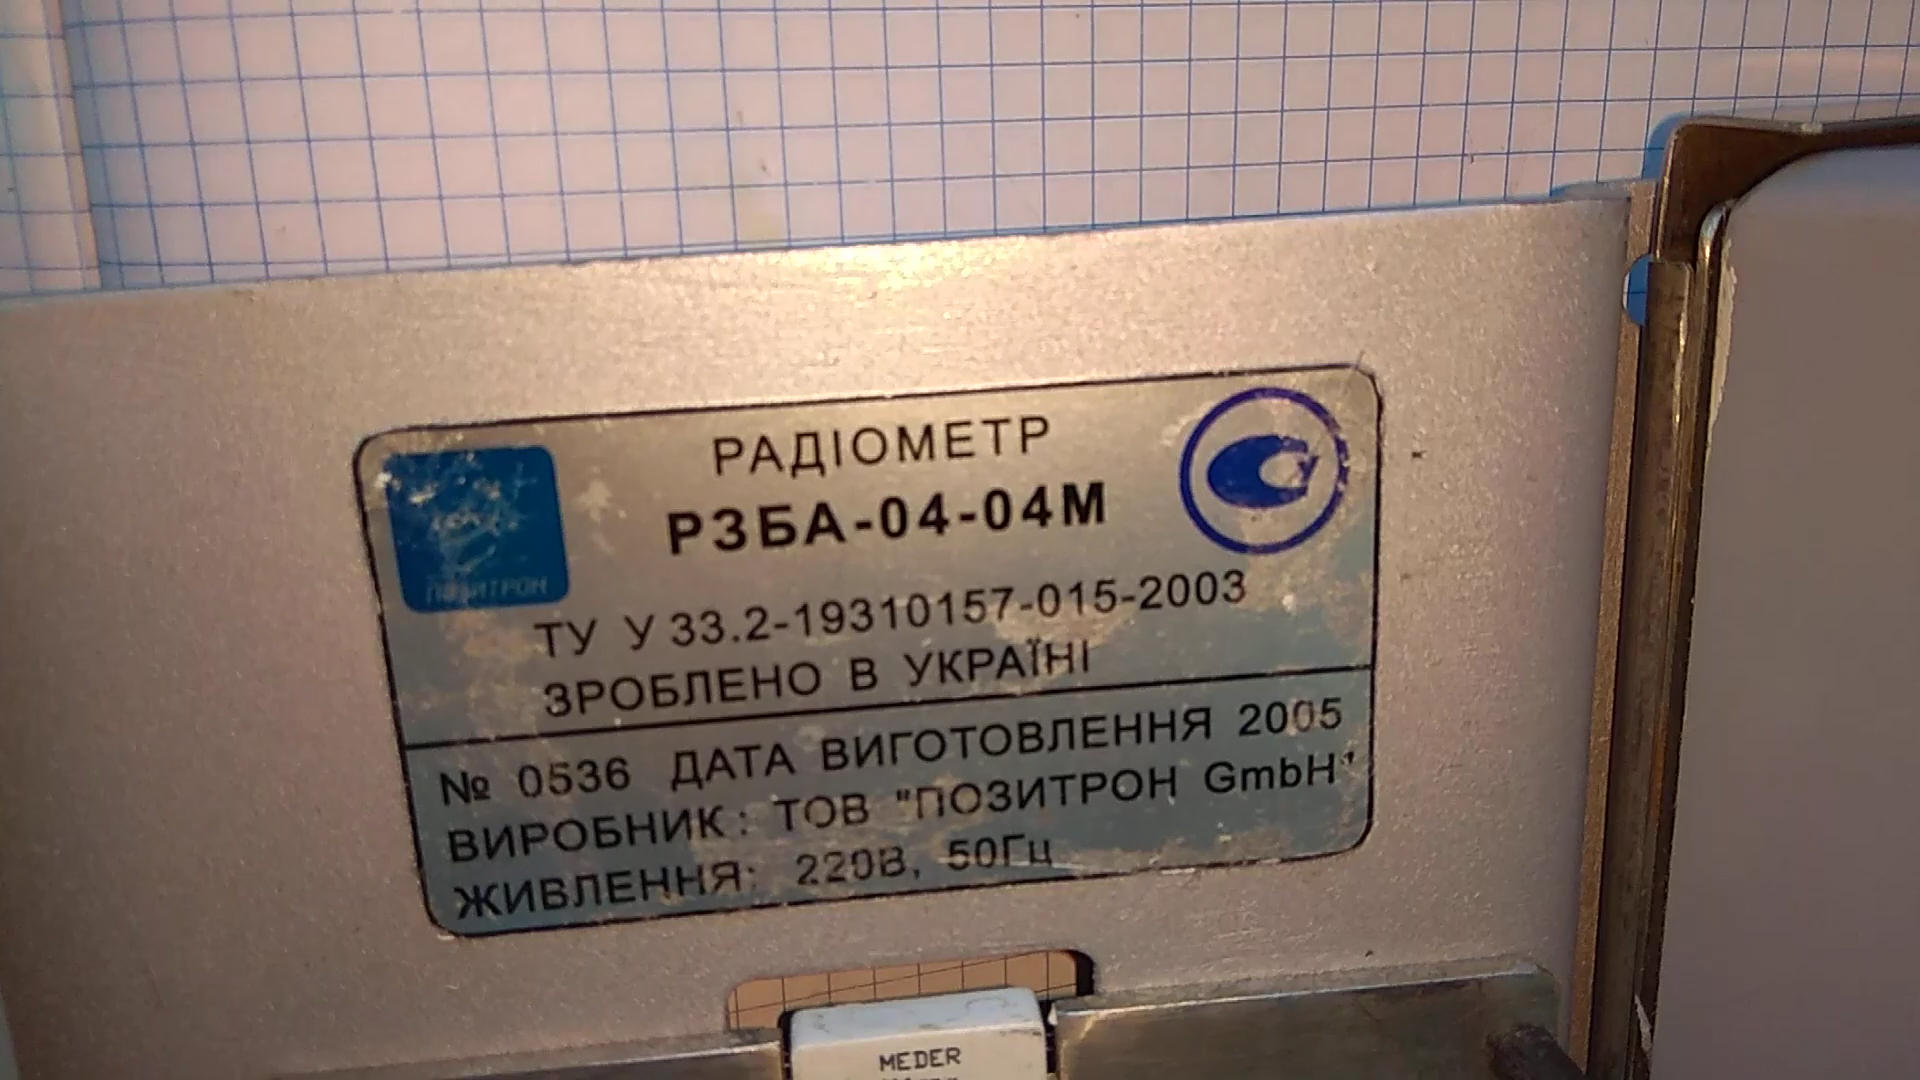 РАДІОМЕТР
РЗБА-04-04М
ПОЗИТРОН
ТУ У 33.2-19310157-015-2003
ЗРОБЛЕНО В УКРАЇНІ
№ 0536 ДАТА ВИГОТОВЛЕННЯ 2005
ВИРОБНИК: ТОВ "ПОЗИТРОН GmbH"
ЖИВЛЕННЯ: 220В, 50Гц
MEDER